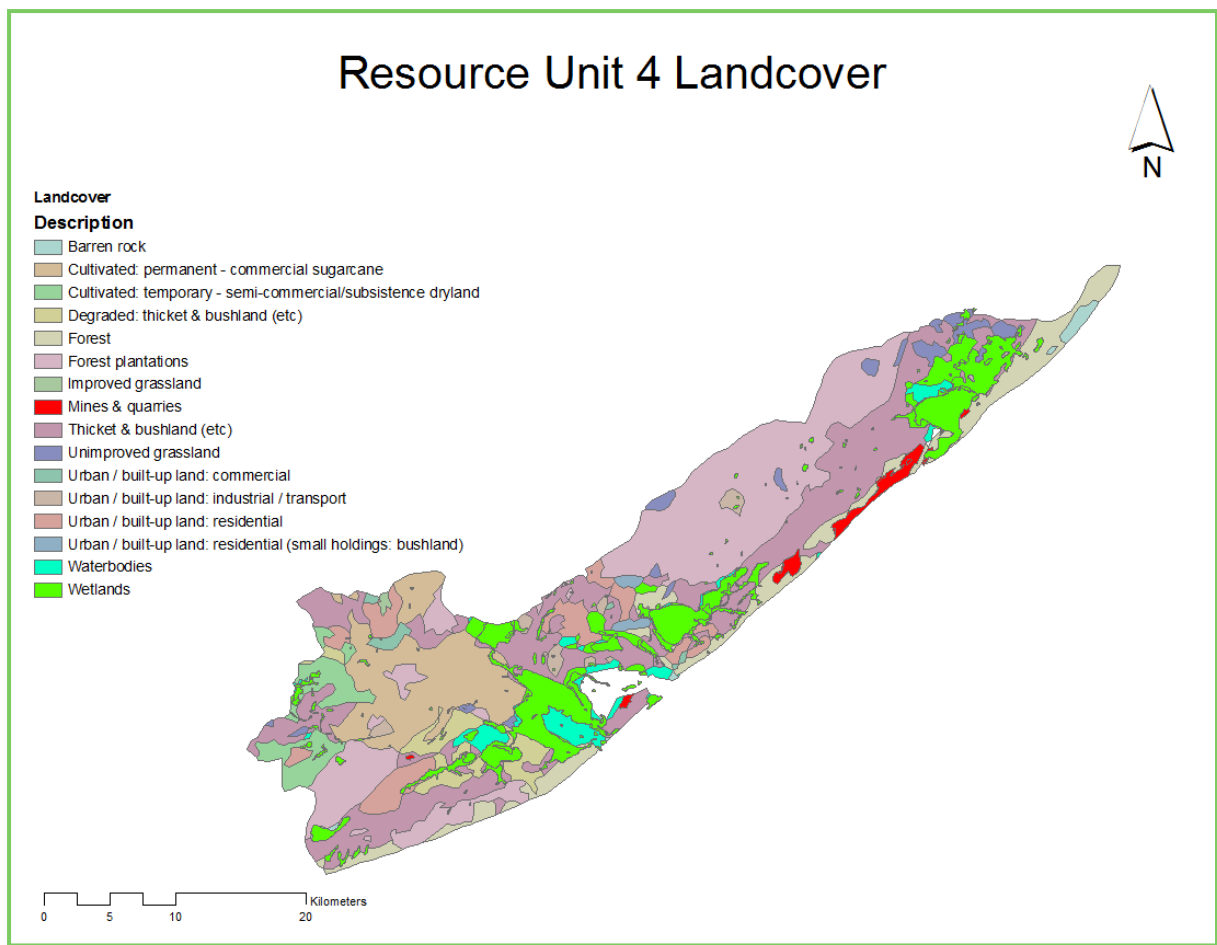 Resource Unit 4 Landcover
N
Landcover
Description
Barren rock
Cultivated: permanent - commercial sugarcane
Cultivated: temporary - semi-commercial/subsistence dryland
Degraded: thicket & bushland (etc)
Forest
Forest plantations
Improved grassland
Mines & quarries
Thicket & bushland (etc)
Unimproved grassland
Urban / built-up land: commercial
Urban / built-up land: industrial / transport
Urban / built-up land: residential
Urban / built-up land: residential (small holdings: bushland)
Waterbodies
Wetlands
Kilometers
0 5 10 20